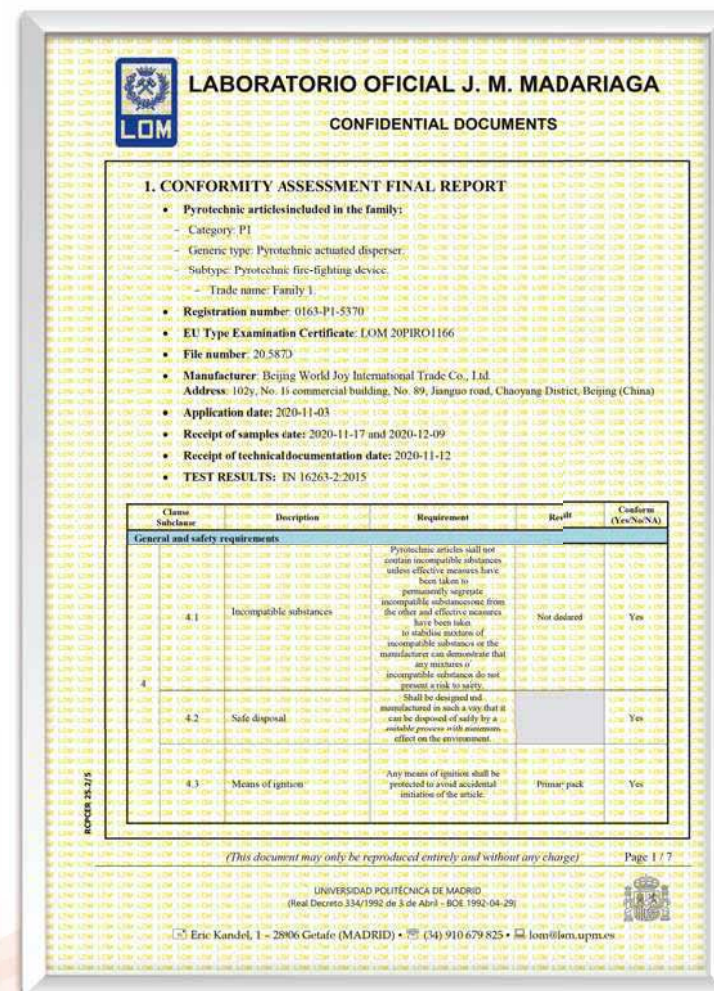 LOM
LABORATORIO OFICIAL J. M. MADARIAGA
CONFIDENTIAL DOCUMENTS
1. CONFORMITY ASSESSMENT FINAL REPORT
• Pyrotechnic articlesincluded in the family:
- Category: P1
- Generic type: Pyrotechnic actuated disperser.
- Subtype: Pyrotechnic fire-fighting device.
- Trade name: Family 1.
• Registration number: 0163-P1-5370
• EU Type Examination Certificate: LOM 20PIRO1166
• File number: 20.587
• Manufacturer: Beijing World Joy International Trade Co., Ltd.
Address: 102y, No. 15 commercial building, No. 89, Jianguo road, Chaoyang District, Beijing (China)
• Application date: 2020-11-03
• Receipt of samples date: 2020-11-17 and 2020-12-09
• Receipt of technicaldocumentation date: 2020-11-12
• TEST RESULTS: EN 16263-2:2015
Clause Subclause Description Requirement Result Conform (Yes/No/NA)
General and safety requirements
4
4.1 Incompatible substances
Pyrotechnic articles shall not
contain incompatible substances
unless effective measures have
been taken to
permanently segregate
incompatible substancesone from
the other and effective measures
have been taken
to stabilise mixtures of
incompatible substances or the
manufacturer can demonstrate that
any mixtures of
incompatible substances do not
present a risk to safety.
Not declared Yes
4.2 Safe disposal
Shall be designed and
manufactured in such a way that it
can be disposed of safely by a
suitable process with minimum
effect on the environment.
Yes
4.3 Means of ignition
Any means of ignition shall be
protected to avoid accidental
initiation of the article.
Primary pack Yes
RCPCER 25.2/5
(This document may only be reproduced entirely and without any charge) Page 1 / 7
UNIVERSIDAD POLITÉCNICA DE MADRID
(Real Decreto 334/1992 de 3 de Abril - BOE 1992-04-29)
Eric Kandel, 1 – 28906 Getafe (MADRID) • (34) 910 679 825 • lom@lom.upm.es